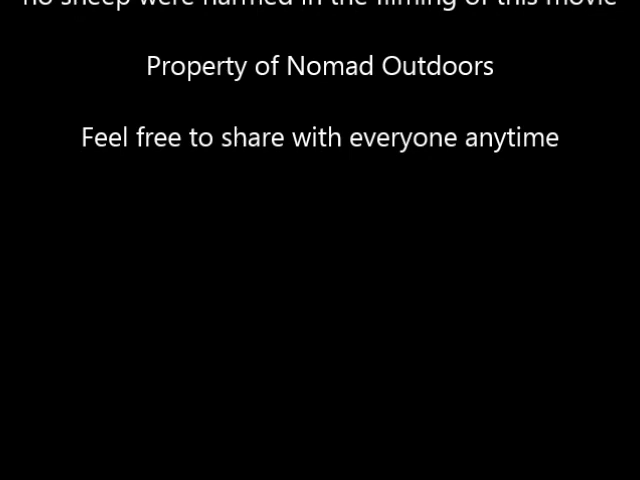 no sheep were harmed in the filming of this movie
Property of Nomad Outdoors
Feel free to share with everyone anytime